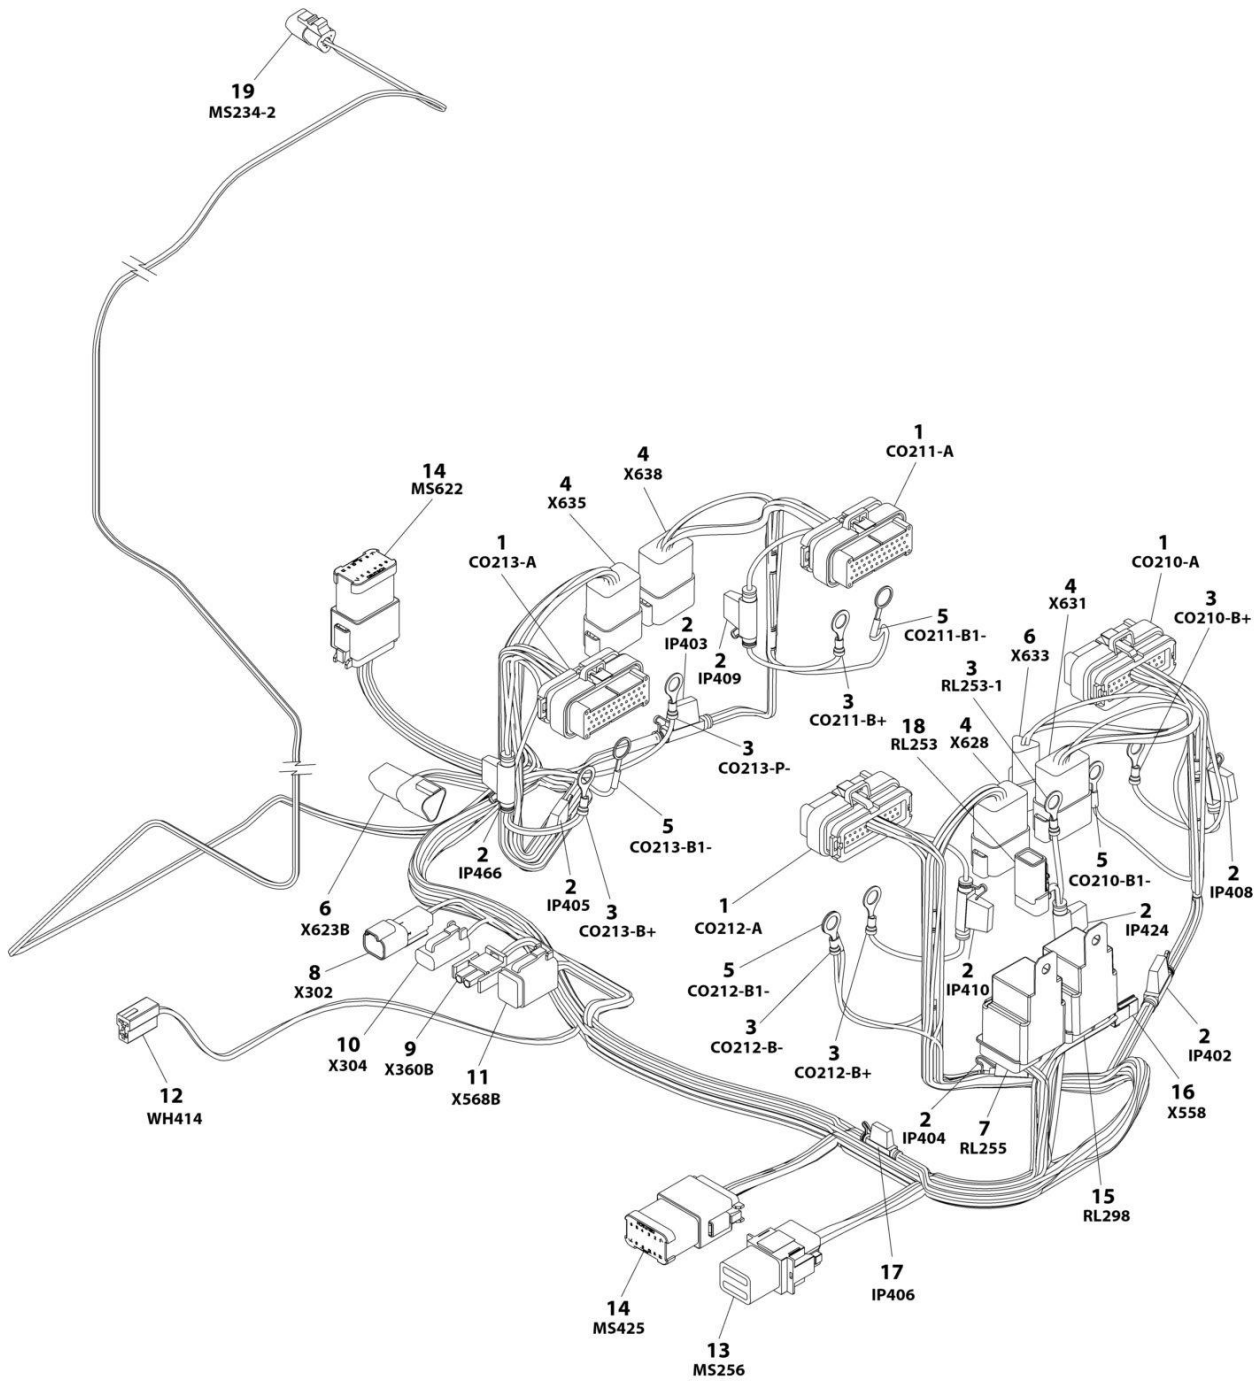 19
MS234-2
1
CO211-A
4
X638
14
MS622
4
X635
1
CO213-A
1
CO210-A
4
X631
3
CO210-B+
2
IP403
5
CO211-B1-
6
X633
2
IP409
3
RL253-1
3
CO211-B+
18
RL253
4
X628
3
CO213-P-
5
CO213-B1-
2
IP466
2
IP405
5
CO210-B1-
2
IP408
6
X623B
3
CO213-B+
1
CO212-A
2
IP424
8
X302
5
CO212-B1-
2
IP410
10
X304
9
X360B
11
X568B
3
CO212-B-
3
CO212-B+
2
IP402
12
WH414
16
X558
2
IP404
7
RL255
15
RL298
17
IP406
14
MS425
13
MS256